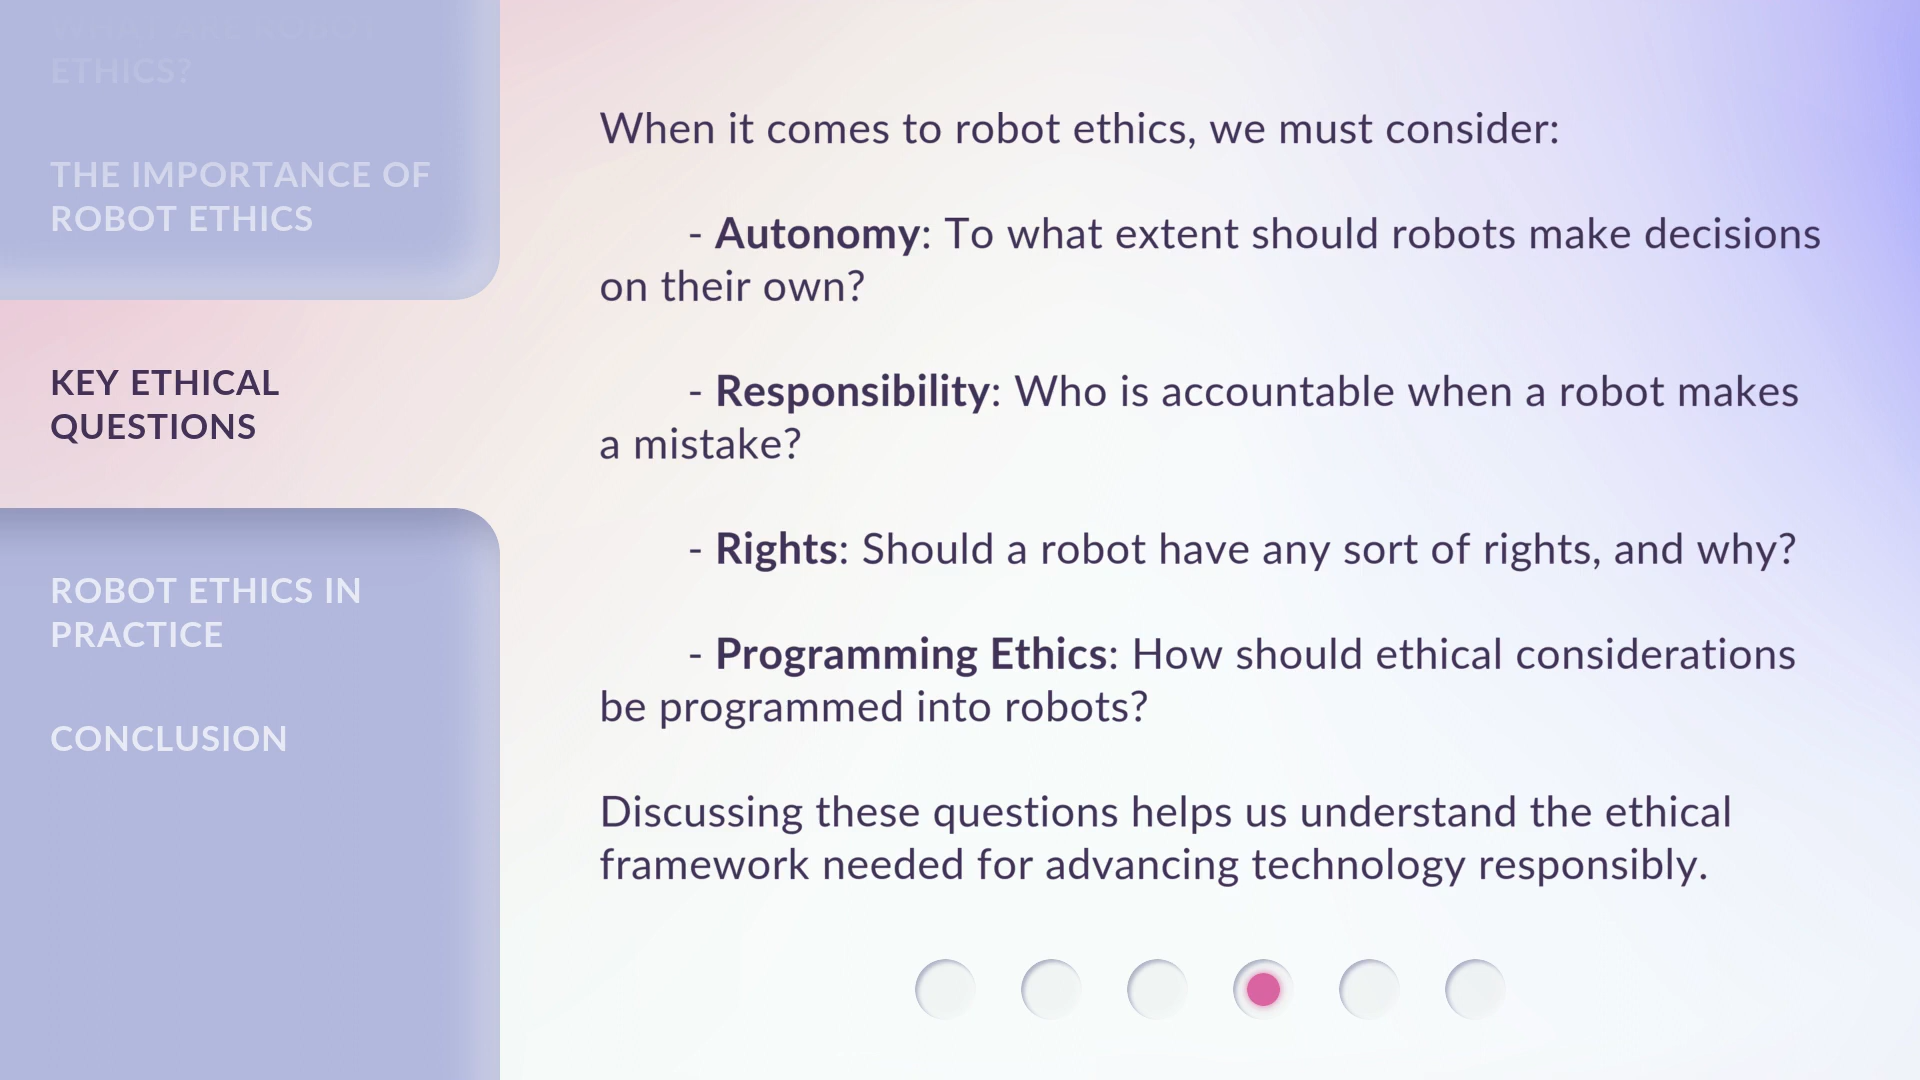 WHAT ARE ROBOT
ETHICS?
THE IMPORTANCE OF
ROBOT ETHICS
KEY ETHICAL
QUESTIONS
ROBOT ETHICS IN
PRACTICE
CONCLUSION
When it comes to robot ethics, we must consider:
- Autonomy: To what extent should robots make decisions
on their own?
- Responsibility: Who is accountable when a robot makes
a mistake?
- Rights: Should a robot have any sort of rights, and why?
- Programming Ethics: How should ethical considerations
be programmed into robots?
Discussing these questions helps us understand the ethical
framework needed for advancing technology responsibly.